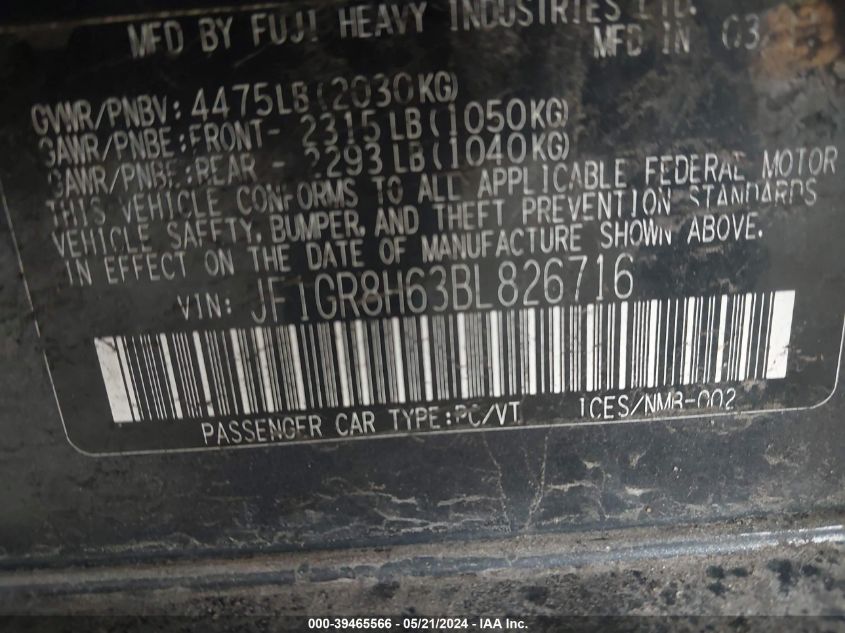 MFD BY FUJI HEAVY INDUSTRIES LTD.
MFD IN 03/
GVWR/PNBV: 4475LB(2030KG)
GAWR/PNBE:FRONT- 2315LB(1050KG)
GAWR/PNBE:REAR - 2293LB(1040KG)
THIS VEHICLE CONFORMS TO ALL APPLICABLE FEDERAL MOTOR
VEHICLE SAFETY, BUMPER, AND THEFT PREVENTION STANDARDS
IN EFFECT ON THE DATE OF MANUFACTURE SHOWN ABOVE.
VIN: JF1GR8H63BL826716
PASSENGER CAR TYPE:PC/VT ICES/NMB-002
000-39465566 - 05/21/2024 - IAA Inc.